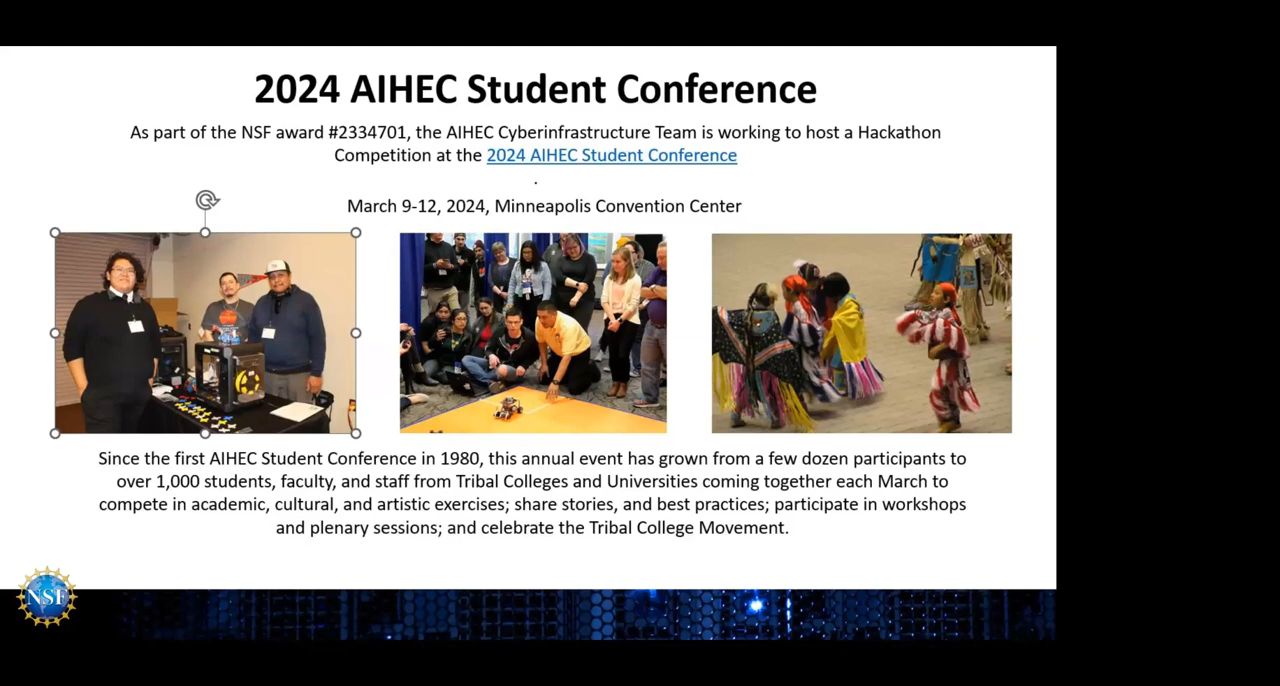 2024 AIHEC Student Conference
As part of the NSF award #2334701, the AIHEC Cyberinfrastructure Team is working to host a Hackathon
Competition at the 2024 AIHEC Student Conference
.
March 9-12, 2024, Minneapolis Convention Center
Since the first AIHEC Student Conference in 1980, this annual event has grown from a few dozen participants to
over 1,000 students, faculty, and staff from Tribal Colleges and Universities coming together each March to
compete in academic, cultural, and artistic exercises; share stories, and best practices; participate in workshops
and plenary sessions; and celebrate the Tribal College Movement.
NSF